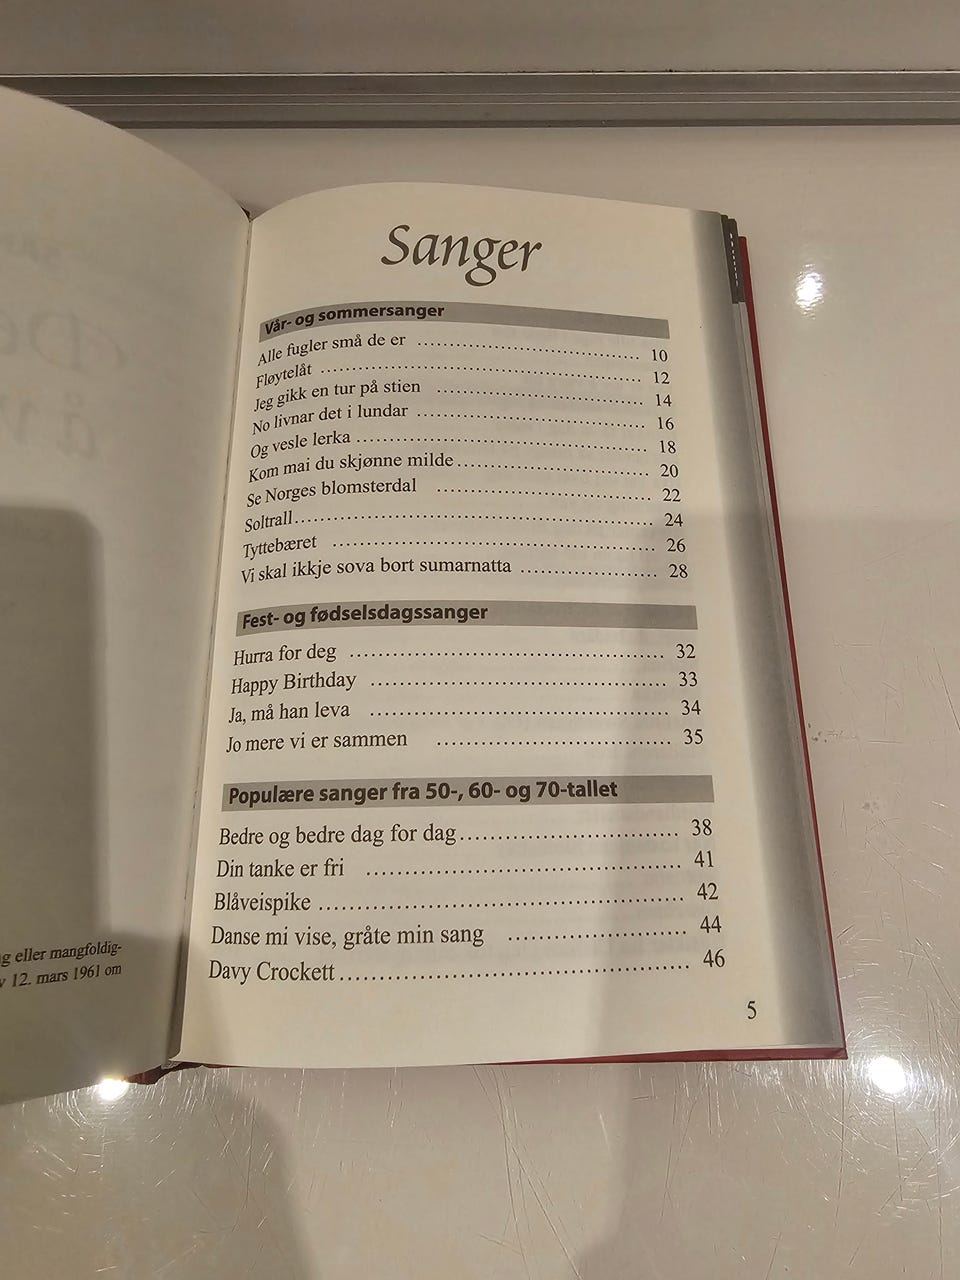 g eller mangfoldig-
v 12. mars 1961 om
Sanger
Vår- og sommersanger
Alle fugler små de er ........................................ 10
Fløytelåt ........................................ 12
Jeg gikk en tur på stien ........................................ 14
No livnar det i lundar ........................................ 16
Og vesle lerka ........................................ 18
Kom mai du skjønne milde ........................................ 20
Se Norges blomsterdal ........................................ 22
Soltrall ........................................ 24
Tyttebæret ........................................ 26
Vi skal ikkje sova bort sumarnatta ........................................ 28
Fest- og fødselsdagssanger
Hurra for deg ........................................ 32
Happy Birthday ........................................ 33
Ja, må han leva ........................................ 34
Jo mere vi er sammen ........................................ 35
Populære sanger fra 50-, 60- og 70-tallet
Bedre og bedre dag for dag ........................................ 38
Din tanke er fri ........................................ 41
Blåveispike ........................................ 42
Danse mi vise, gråte min sang ........................................ 44
Davy Crockett ........................................ 46
5